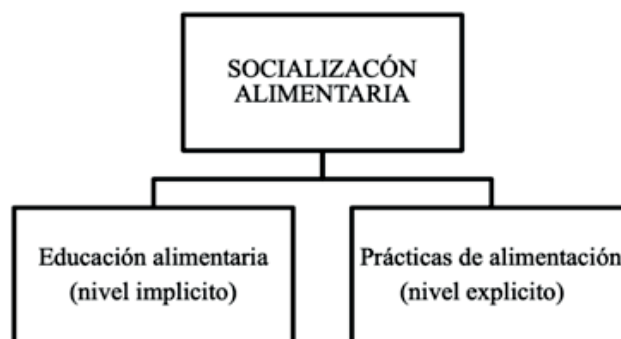 SOCIALIZACÓN
ALIMENTARIA
Educación alimentaria
(nivel implicito)
Prácticas de alimentación
(nivel explicito)